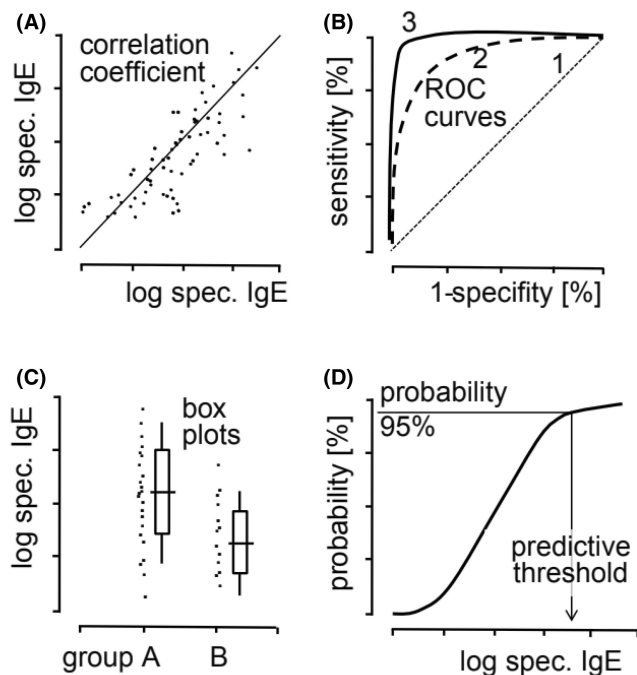 (A)
correlation
coefficient
log spec. IgE
log spec. IgE
(B)
3
2
1
ROC
curves
sensitivity [%]
1-specifity [%]
(C)
box
plots
log spec. IgE
group A B
(D)
probability
95%
probability [%]
predictive
threshold
log spec. IgE